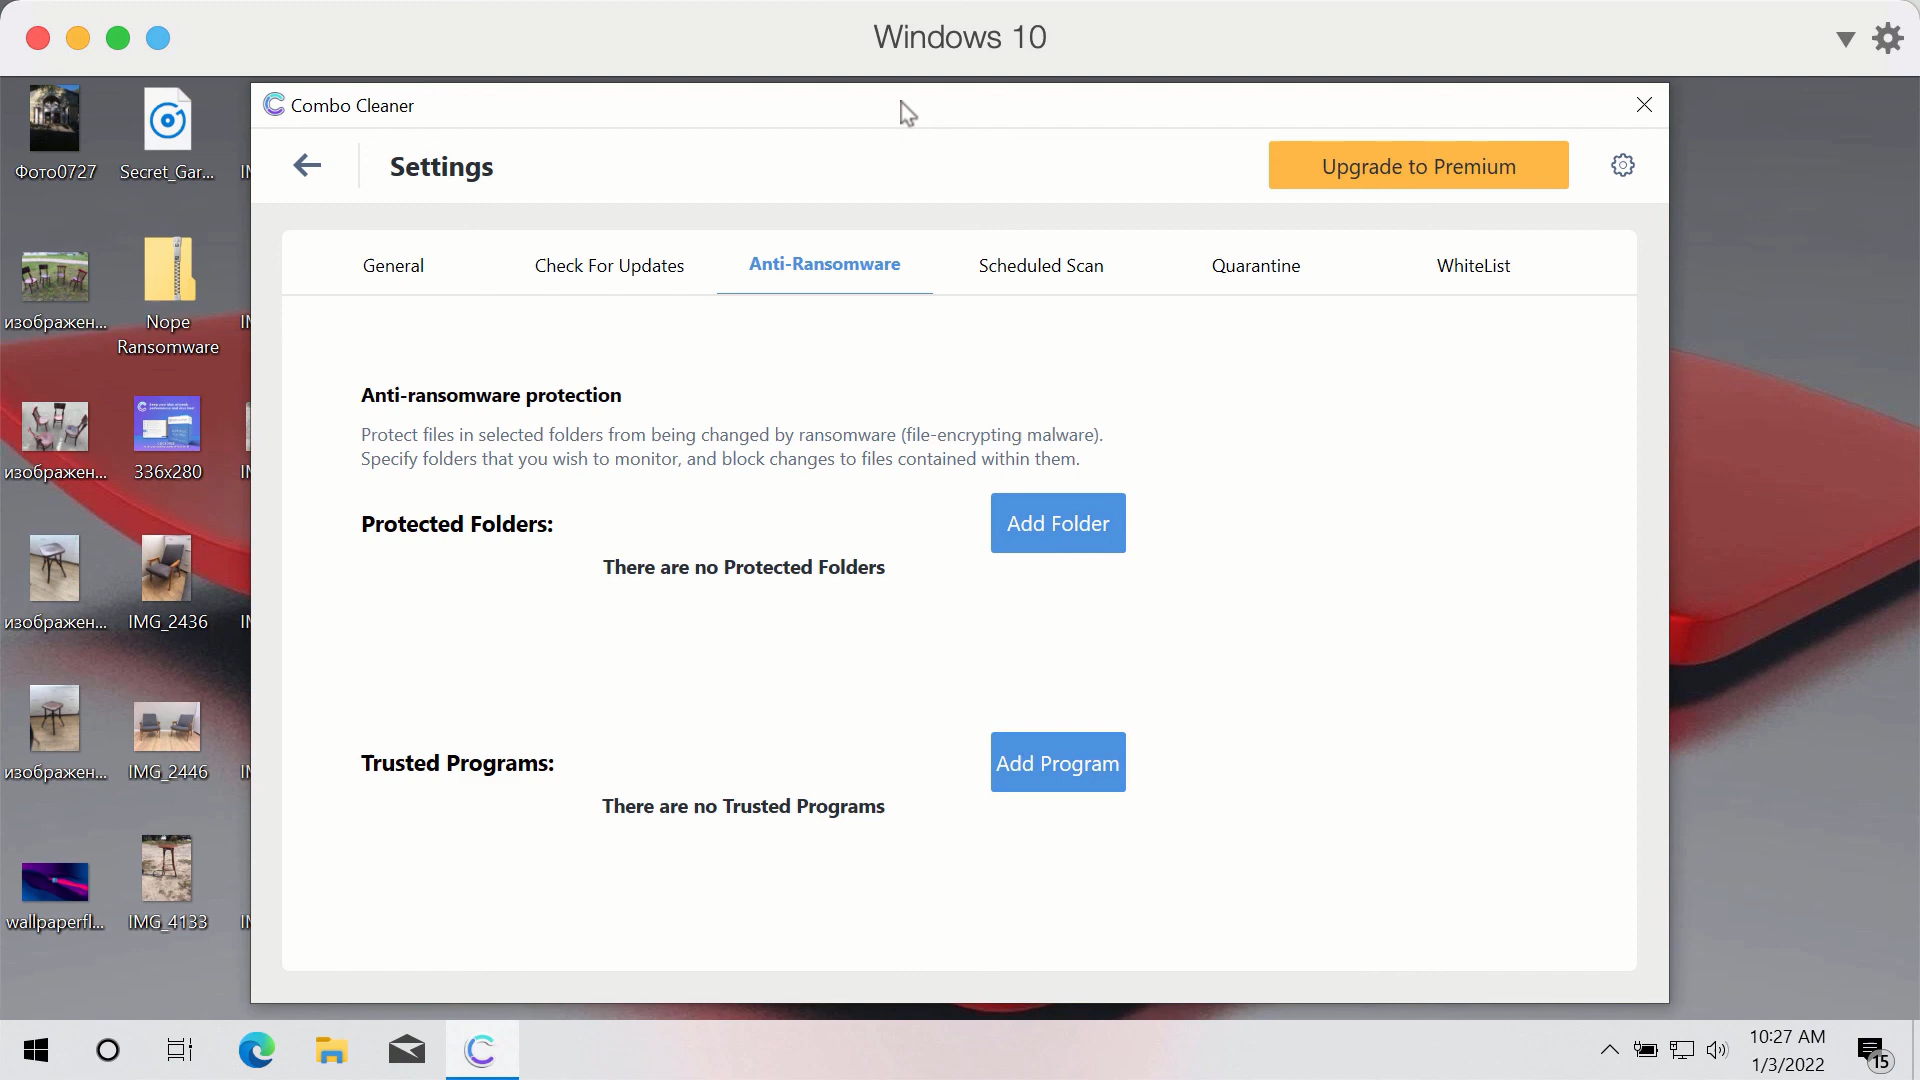 Windows 10
Фото0727
Secret_Gar...
Combo Cleaner
Settings
Upgrade to Premium
General
Check For Updates
Anti-Ransomware
Scheduled Scan
Quarantine
WhiteList
изображен...
Nope
Ransomware
Anti-ransomware protection
Protect files in selected folders from being changed by ransomware (file-encrypting malware).
Specify folders that you wish to monitor, and block changes to files contained within them.
изображен...
336x280
Protected Folders:
Add Folder
There are no Protected Folders
изображен...
IMG_2436
изображен...
IMG_2446
Trusted Programs:
Add Program
There are no Trusted Programs
wallpaperfl...
IMG_4133
10:27 AM
1/3/2022
15